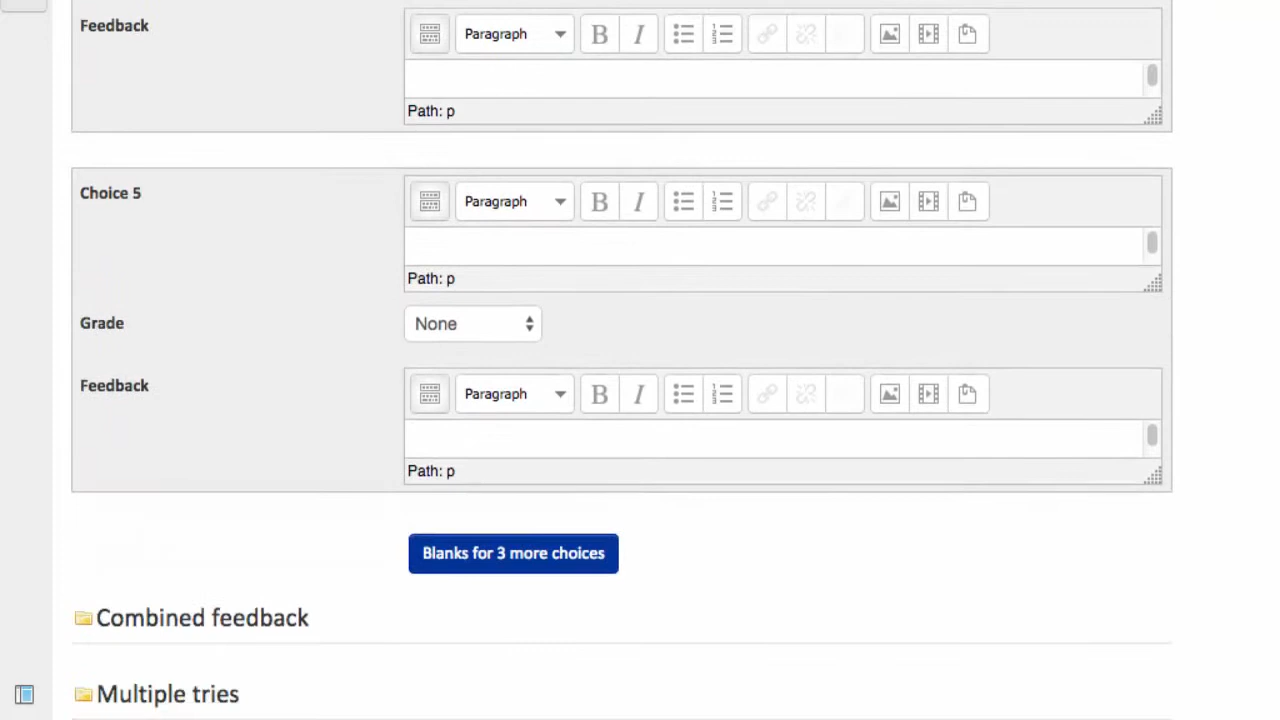 Feedback
Paragraph B I
Path: p
Choice 5
Paragraph B I
Path: p
Grade
None
Feedback
Paragraph B I
Path: p
Blanks for 3 more choices
Combined feedback
Multiple tries